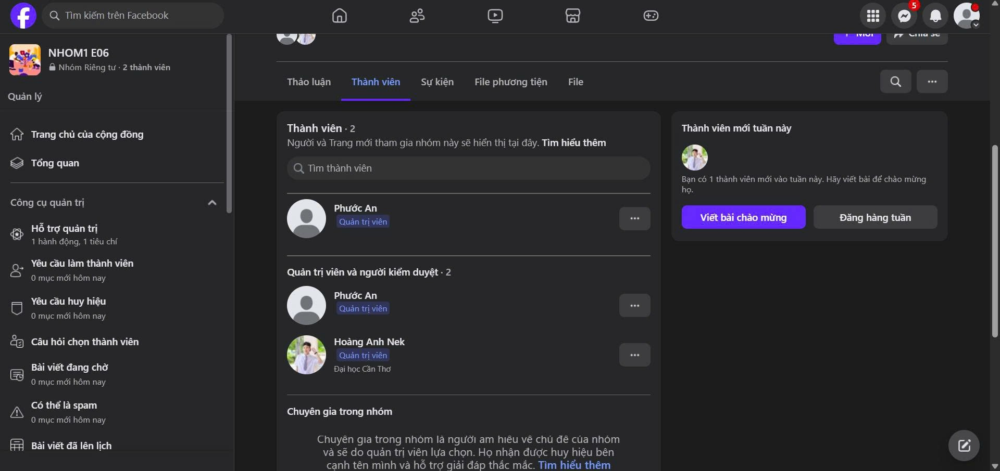 Tìm kiếm trên Facebook
5
NHOM1 E06
Nhóm Riêng tư · 2 thành viên
Quản lý
Trang chủ của cộng đồng
Tổng quan
Công cụ quản trị
Hỗ trợ quản trị
1 hành động, 1 tiêu chí
Yêu cầu làm thành viên
0 mục mới hôm nay
Yêu cầu huy hiệu
0 mục mới hôm nay
Câu hỏi chọn thành viên
Bài viết đang chờ
0 mục mới hôm nay
Có thể là spam
0 mục mới hôm nay
Bài viết đã lên lịch
+ Mời
Chia sẻ
Thảo luận
Thành viên
Sự kiện
File phương tiện
File
Thành viên · 2
Người và Trang mới tham gia nhóm này sẽ hiển thị tại đây. Tìm hiểu thêm
Tìm thành viên
Phước An
Quản trị viên
Quản trị viên và người kiểm duyệt · 2
Phước An
Quản trị viên
Hoàng Anh Nek
Quản trị viên
Đại học Cần Thơ
Chuyên gia trong nhóm
Chuyên gia trong nhóm là người am hiểu về chủ đề của nhóm
và sẽ do quản trị viên lựa chọn. Họ nhận được huy hiệu bên
cạnh tên mình và hỗ trợ giải đáp thắc mắc. Tìm hiểu thêm
Thành viên mới tuần này
Bạn có 1 thành viên mới vào tuần này. Hãy viết bài để chào mừng
họ.
Viết bài chào mừng
Đăng hàng tuần